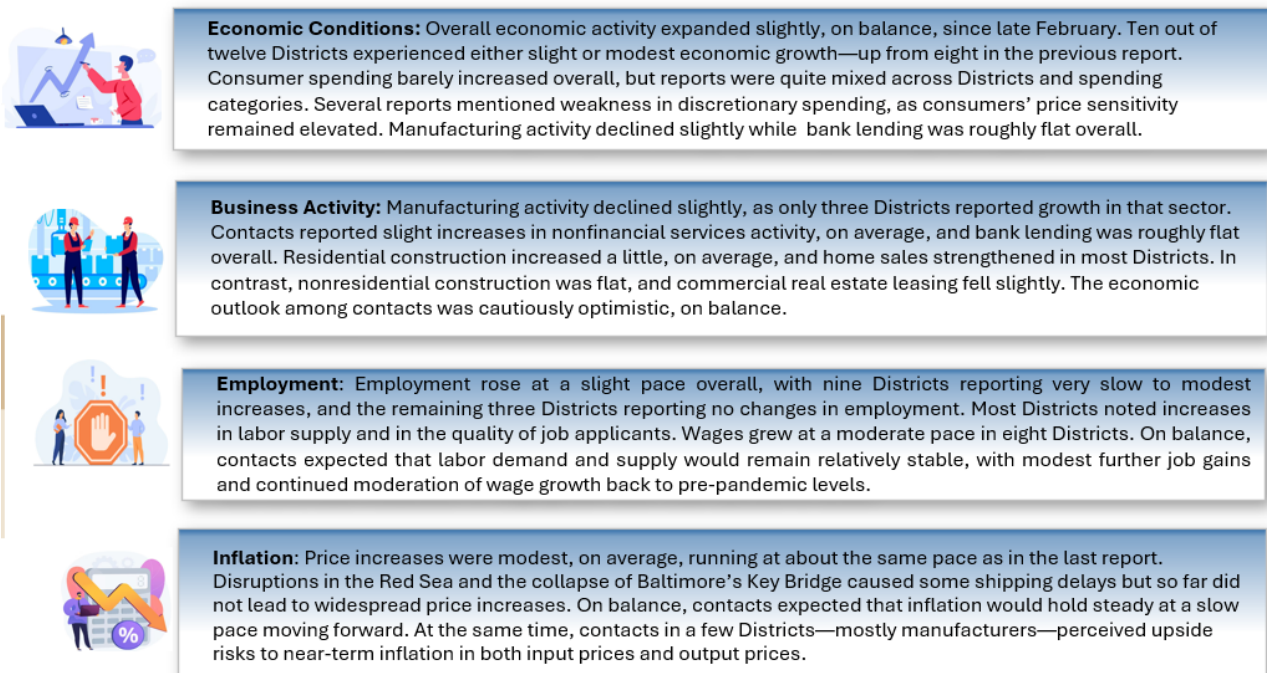 Economic Conditions: Overall economic activity expanded slightly, on balance, since late February. Ten out of
twelve Districts experienced either slight or modest economic growth—up from eight in the previous report.
Consumer spending barely increased overall, but reports were quite mixed across Districts and spending
categories. Several reports mentioned weakness in discretionary spending, as consumers' price sensitivity
remained elevated. Manufacturing activity declined slightly while  bank lending was roughly flat overall.
Business Activity: Manufacturing activity declined slightly, as only three Districts reported growth in that sector.
Contacts reported slight increases in nonfinancial services activity, on average, and bank lending was roughly flat
overall. Residential construction increased a little, on average, and home sales strengthened in most Districts. In
contrast, nonresidential construction was flat, and commercial real estate leasing fell slightly. The economic
outlook among contacts was cautiously optimistic, on balance.
Employment: Employment rose at a slight pace overall, with nine Districts reporting very slow to modest
increases, and the remaining three Districts reporting no changes in employment. Most Districts noted increases
in labor supply and in the quality of job applicants. Wages grew at a moderate pace in eight Districts. On balance,
contacts expected that labor demand and supply would remain relatively stable, with modest further job gains
and continued moderation of wage growth back to pre-pandemic levels.
%
Inflation: Price increases were modest, on average, running at about the same pace as in the last report.
Disruptions in the Red Sea and the collapse of Baltimore's Key Bridge caused some shipping delays but so far did
not lead to widespread price increases. On balance, contacts expected that inflation would hold steady at a slow
pace moving forward. At the same time, contacts in a few Districts—mostly manufacturers—perceived upside
risks to near-term inflation in both input prices and output prices.